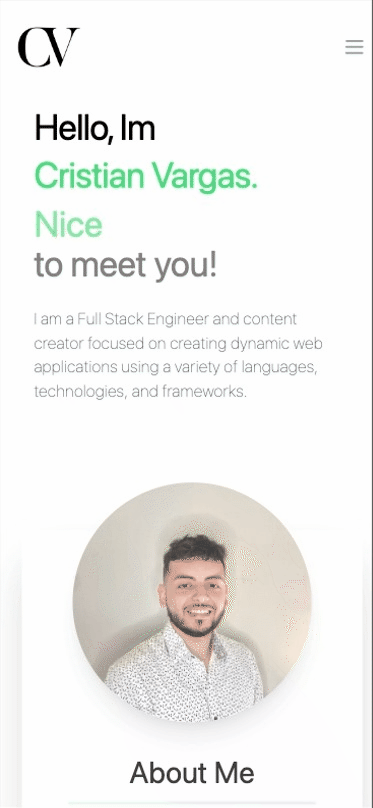 CV
Hello, Im
Cristian Vargas.
Nice
to meet you!
I am a Full Stack Engineer and content
creator focused on creating dynamic web
applications using a variety of languages,
technologies, and frameworks.
About Me